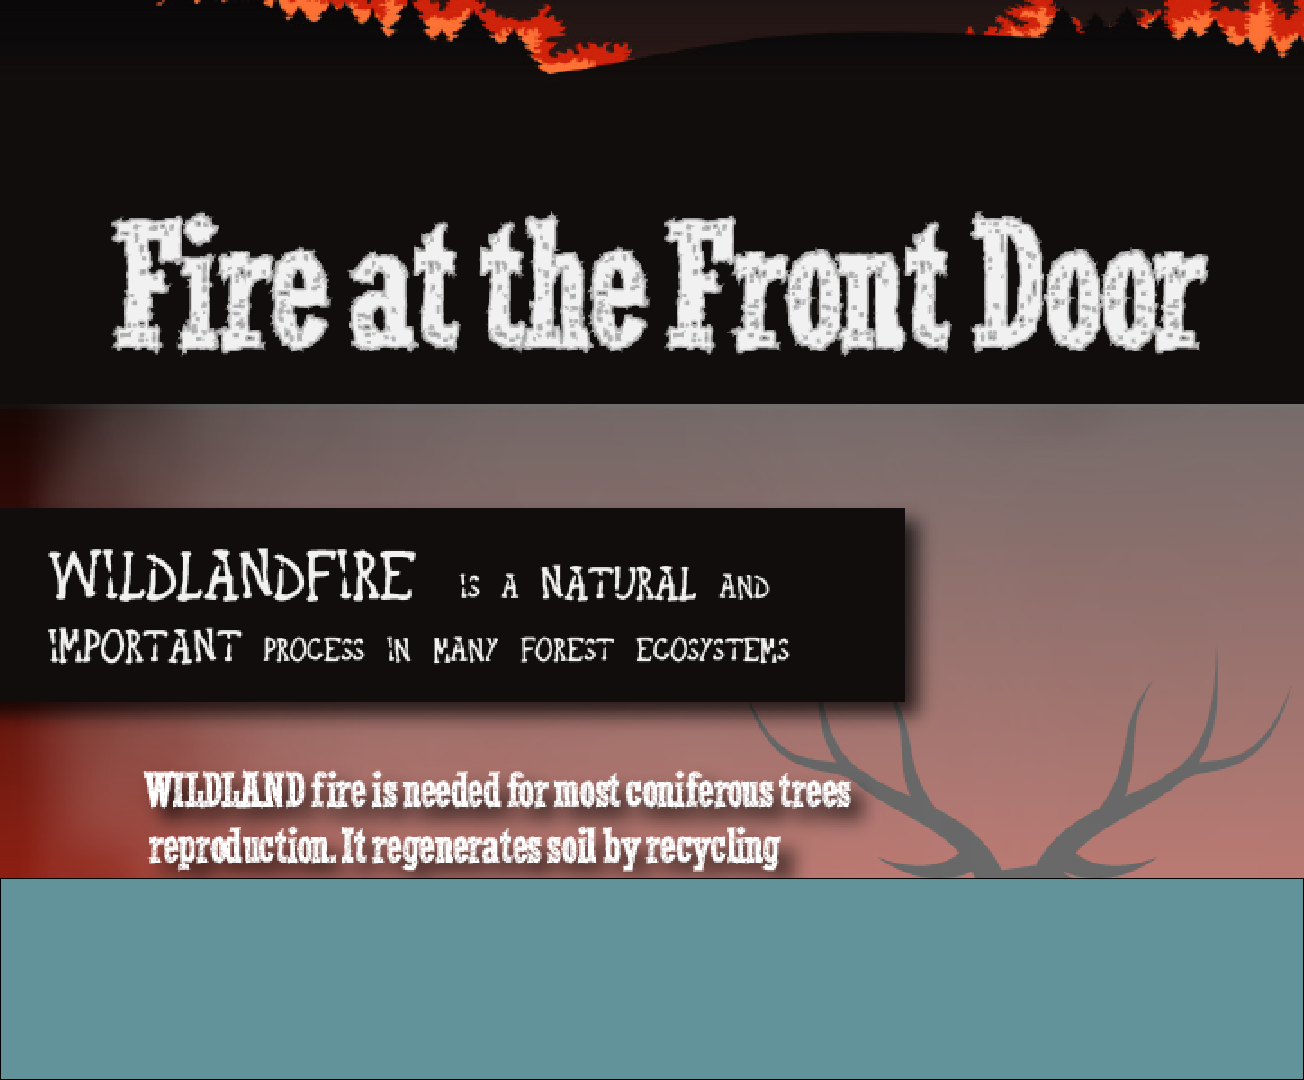 Fire at the Front Door
WILDLANDFIRE IS A NATURAL AND
IMPORTANT PROCESS IN MANY FOREST ECOSYSTEMS
WILDLAND fire is needed for most coniferous trees
reproduction. It regenerates soil by recycling